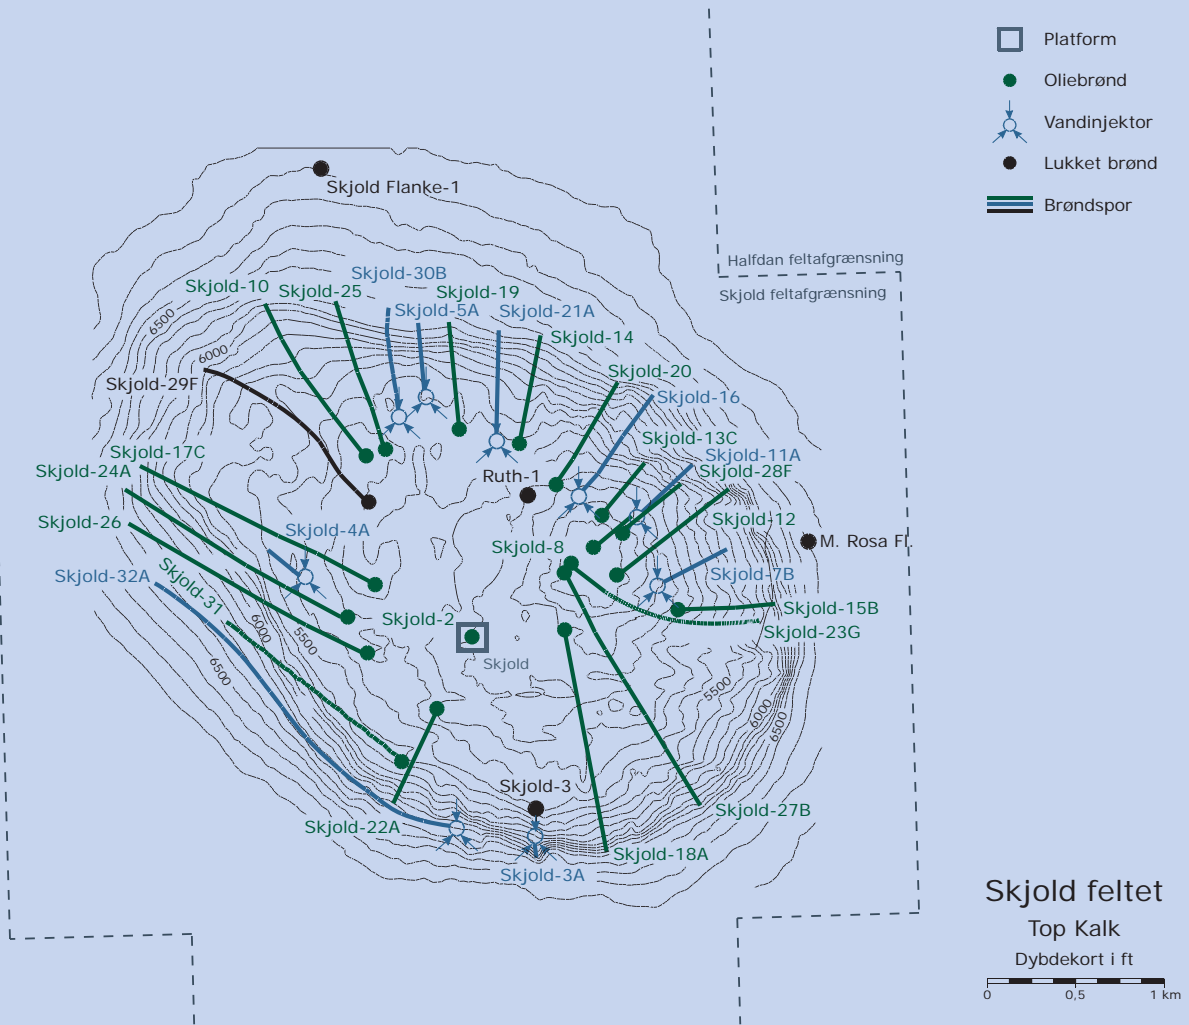 Platform
Oliebrønd
Vandinjektor
Lukket brønd
Brøndspor
Skjold Flanke-1
Halfdan feltafgrænsning
Skjold feltafgrænsning
Skjold-30B
Skjold-10
Skjold-25
Skjold-19
Skjold-5A
Skjold-21A
6500
Skjold-14
6000
Skjold-29F
Skjold-20
Skjold-16
Skjold-13C
Skjold-17C
Skjold-11A
Skjold-24A
Skjold-28F
Ruth-1
Skjold-26
Skjold-12
Skjold-4A
M. Rosa Fl.
Skjold-8
Skjold-32A
Skjold-7B
Skjold-31
Skjold-15B
Skjold-2
Skjold-23G
6000
5500
Skjold
6500
5500
6000
6500
Skjold-3
Skjold-27B
Skjold-22A
Skjold-18A
Skjold-3A
Skjold feltet
Top Kalk
Dybdekort i ft
0 0,5 1 km